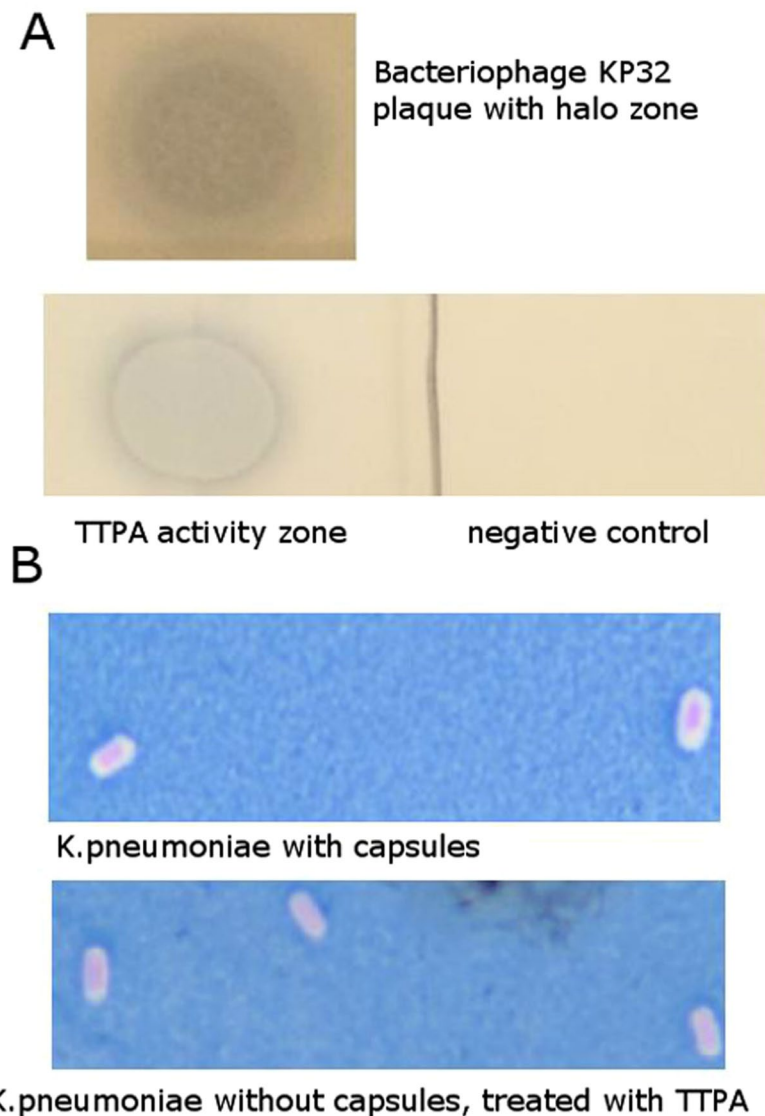 A
Bacteriophage KP32
plaque with halo zone
TTPA activity zone
negative control
B
K.pneumoniae with capsules
K.pneumoniae without capsules, treated with TTPA